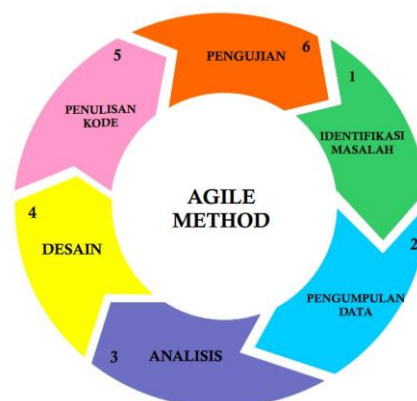 AGILE
METHOD
1
IDENTIFIKASI
MASALAH
2
PENGUMPULAN
DATA
3
ANALISIS
4
DESAIN
5
PENULISAN
KODE
6
PENGUJIAN